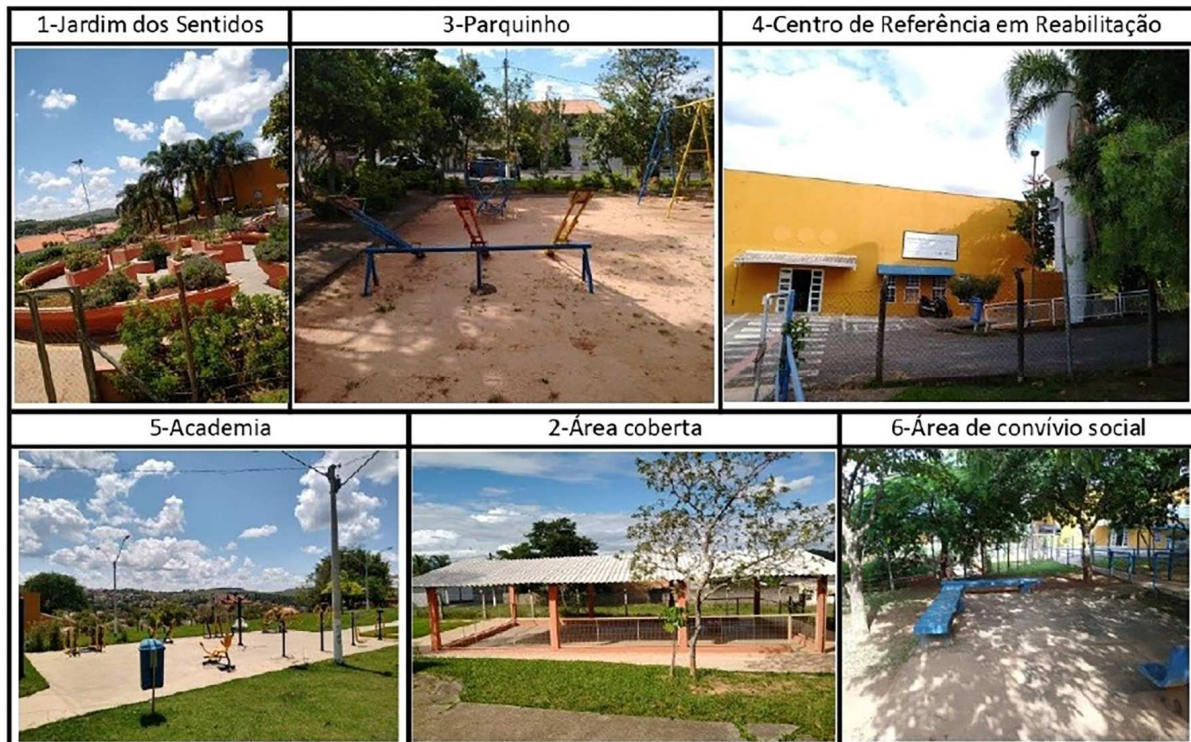 1-Jardim dos Sentidos
3-Parquinho
4-Centro de Referência em Reabilitação
5-Academia
2-Área coberta
6-Área de convívio social